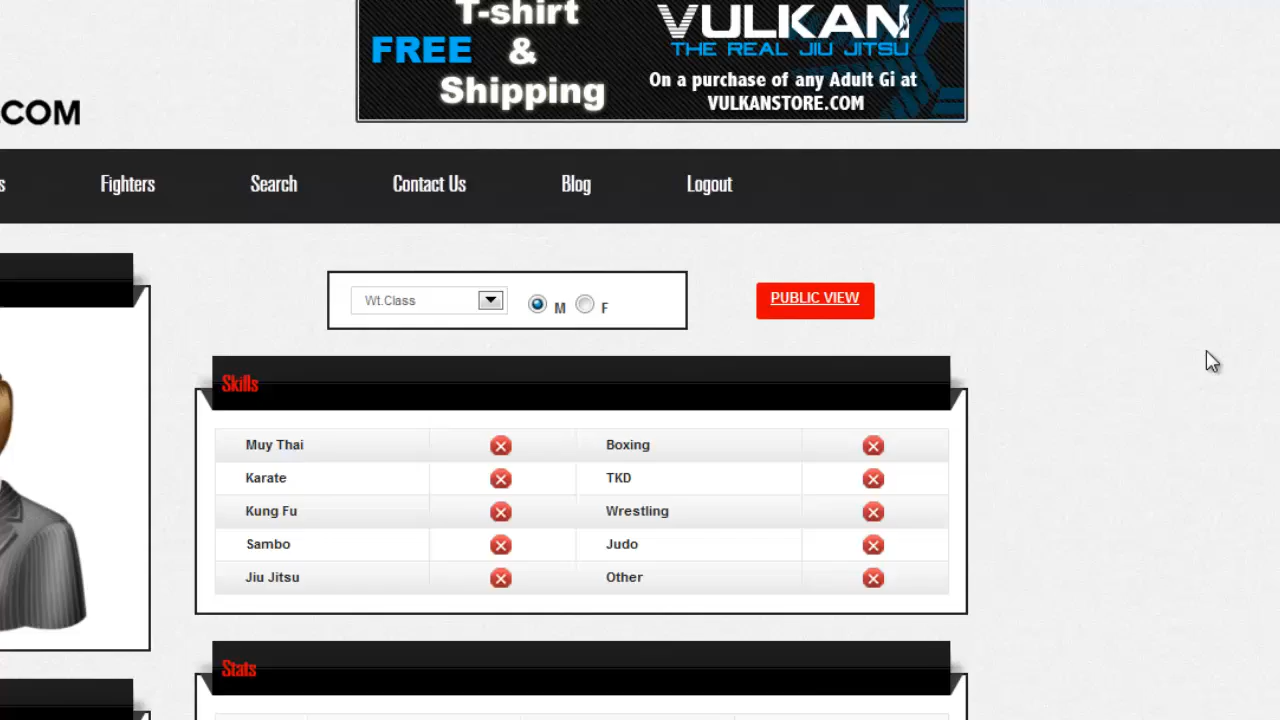 T-shirt
FREE & 
Shipping
VULKAN
THE REAL JIU JITSU
On a purchase of any Adult Gi at
VULKANSTORE.COM
.COM
s Fighters Search Contact Us Blog Logout
Wt.Class M F
PUBLIC VIEW
Skills
Muy Thai Boxing
Karate TKD
Kung Fu Wrestling
Sambo Judo
Jiu Jitsu Other
Stats